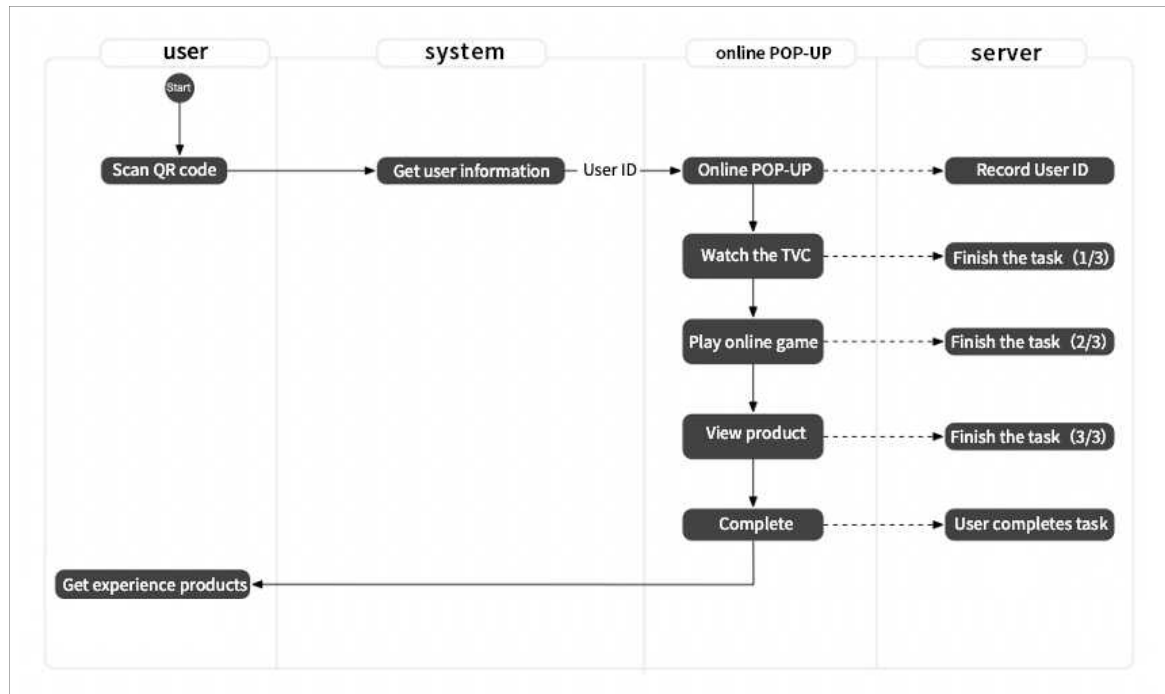 user
system
online POP-UP
server
Start
Scan QR code
Get user information
User ID
Online POP-UP
Record User ID
Watch the TVC
Finish the task（1/3）
Play online game
Finish the task（2/3）
View product
Finish the task（3/3）
Complete
User completes task
Get experience products